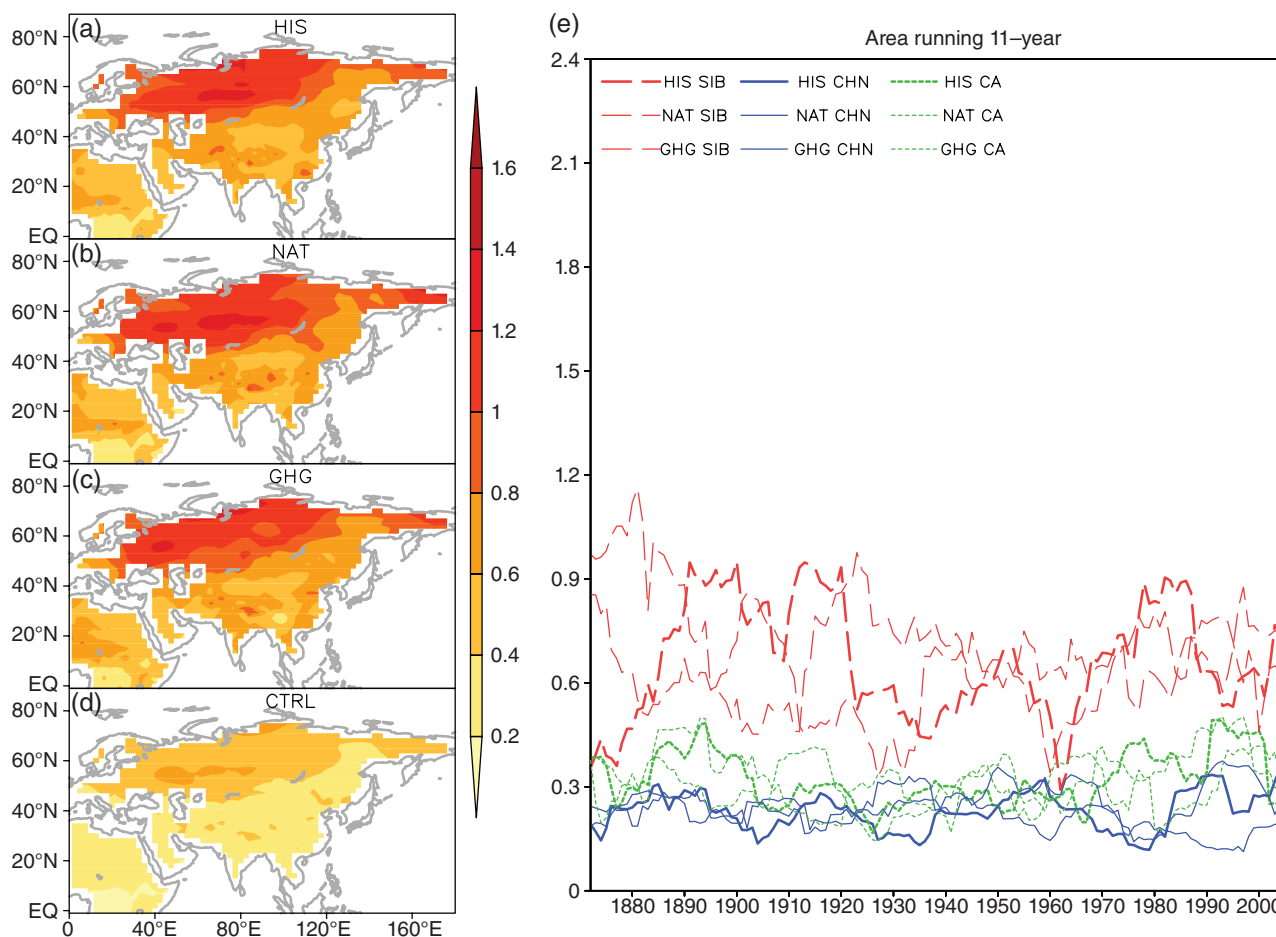 (a)
HIS
80°N
60°N
40°N
20°N
EQ
(b)
NAT
80°N
60°N
40°N
20°N
EQ
(c)
GHG
80°N
60°N
40°N
20°N
EQ
(d)
CTRL
80°N
60°N
40°N
20°N
EQ
0 40°E 80°E 120°E 160°E
1.6
1.4
1.2
1
0.8
0.6
0.4
0.2
(e)
Area running 11–year
HIS SIB HIS CHN HIS CA
NAT SIB NAT CHN NAT CA
GHG SIB GHG CHN GHG CA
2.4
2.1
1.8
1.5
1.2
0.9
0.6
0.3
0
1880 1890 1900 1910 1920 1930 1940 1950 1960 1970 1980 1990 2000